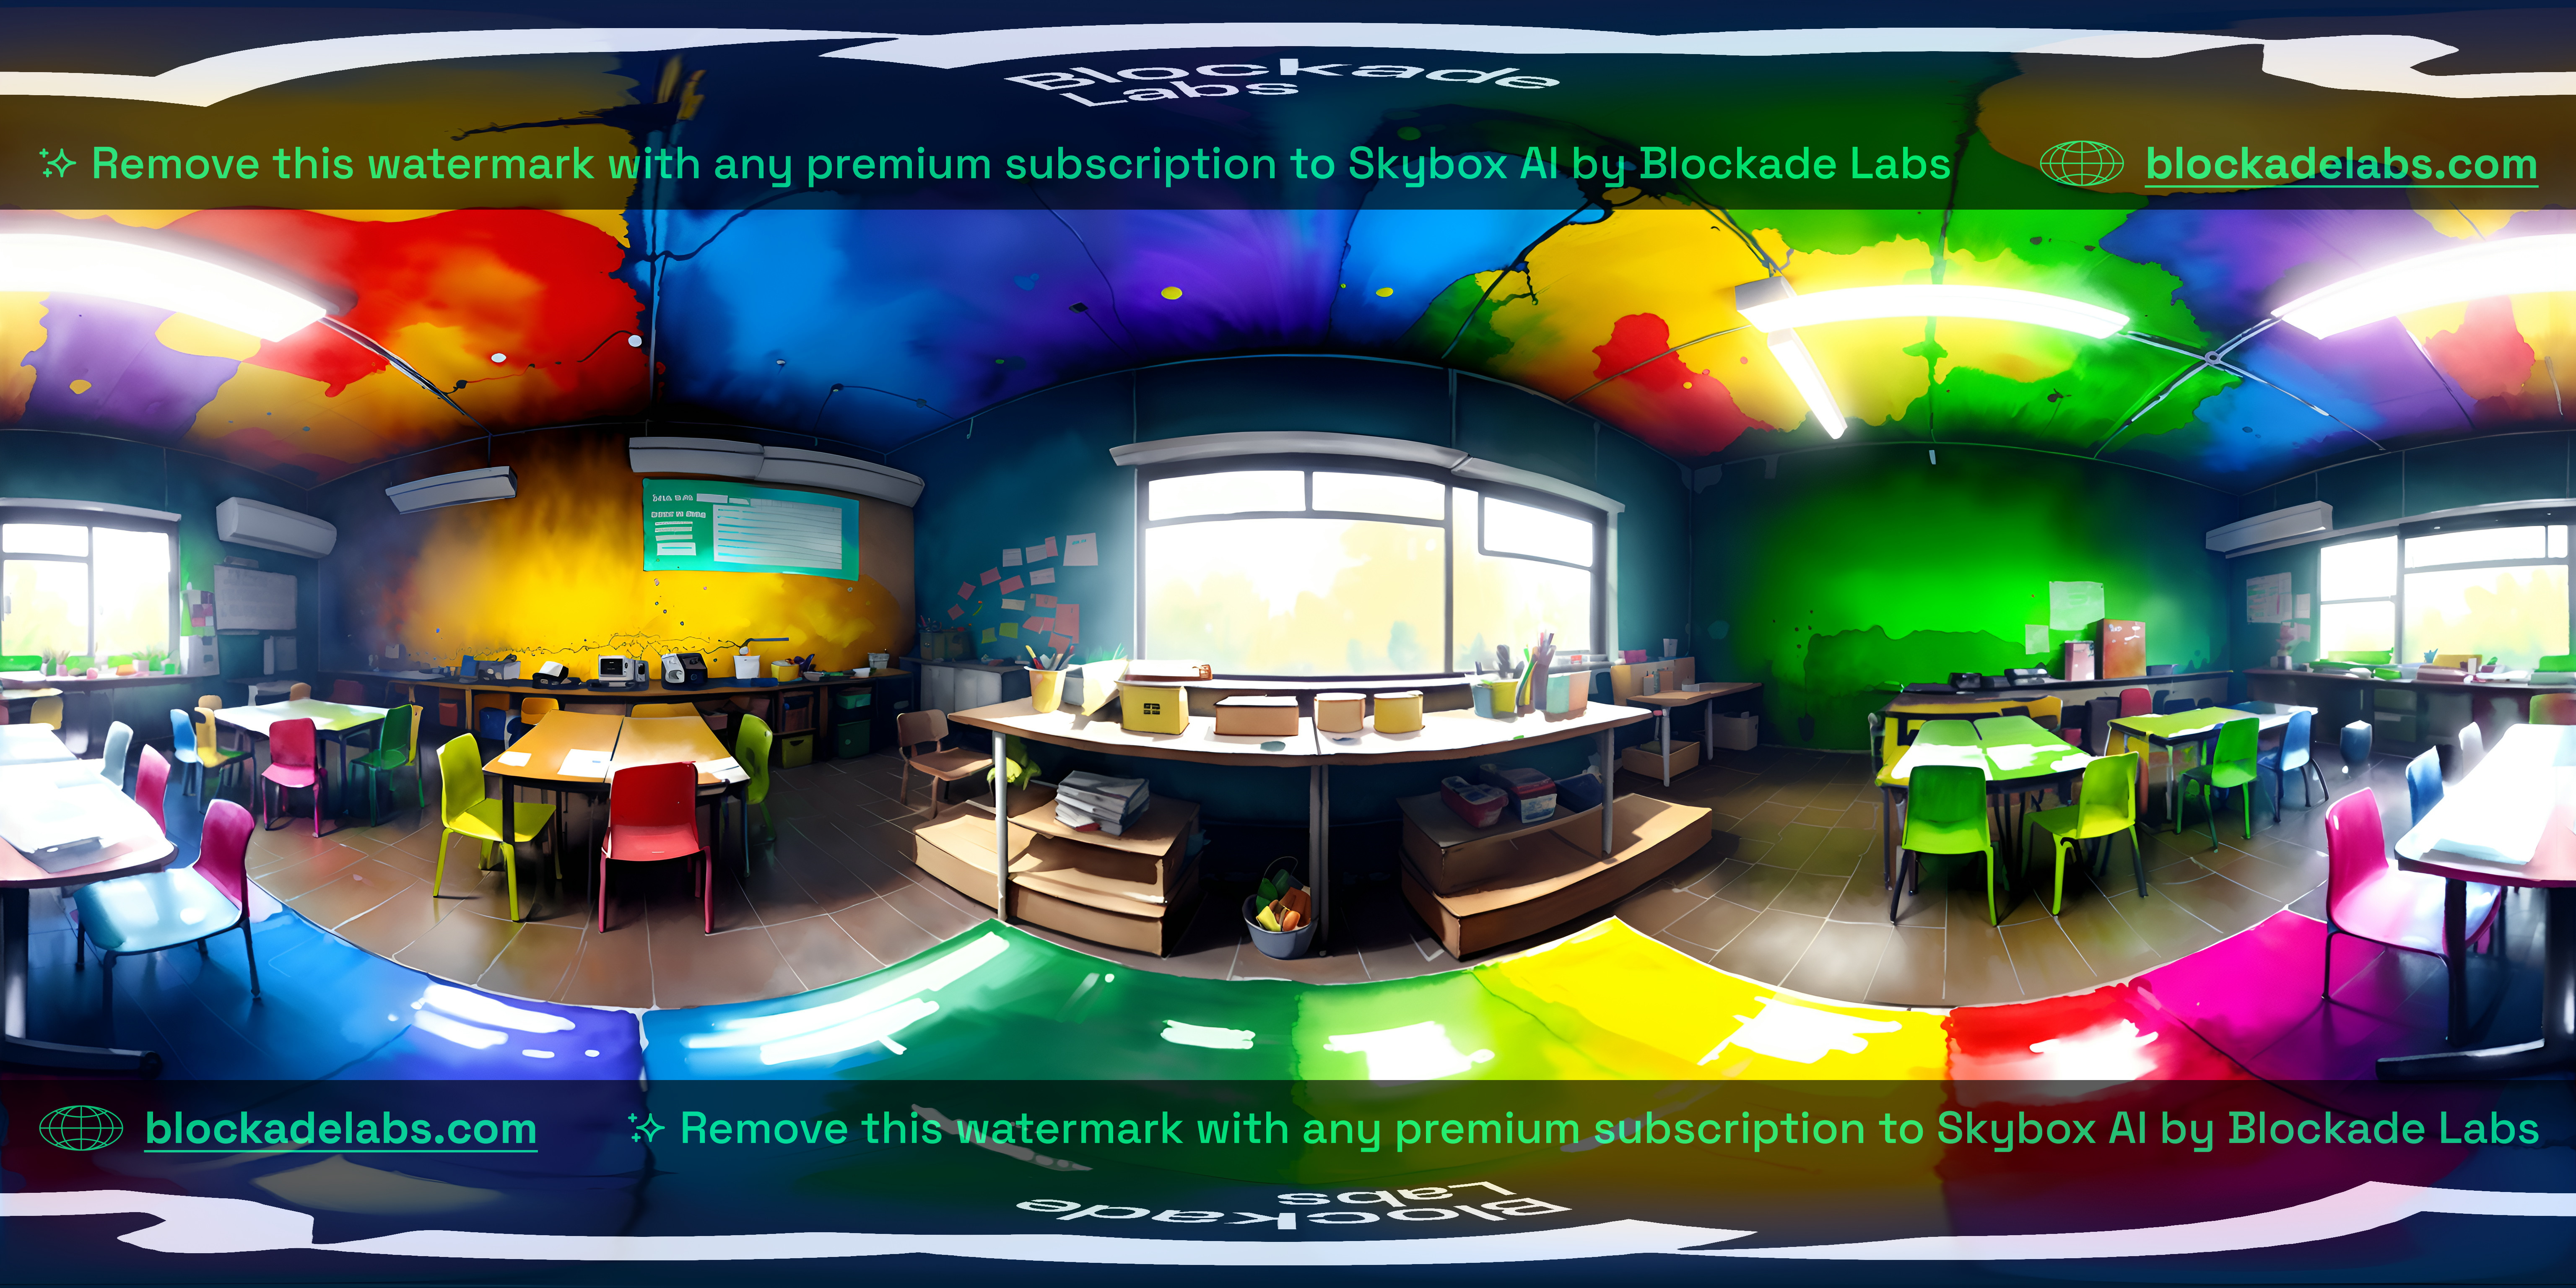 Blockade
Labs
Remove this watermark with any premium subscription to Skybox AI by Blockade Labs
blockadelabs.com
blockadelabs.com
Remove this watermark with any premium subscription to Skybox AI by Blockade Labs
Labs
Blockade